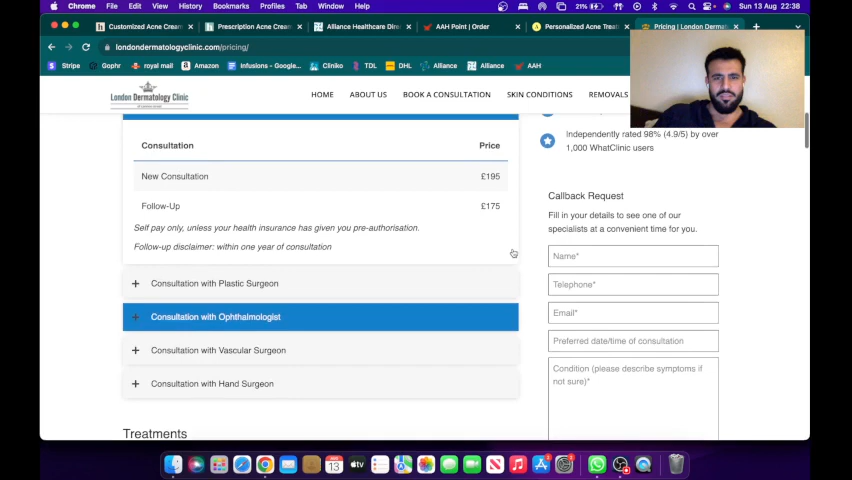 Chrome File Edit View History Bookmarks Profiles Tab Window Help 21% Sun 13 Aug 22:38
Customized Acne Cream Prescription Acne Crea Alliance Healthcare Dir AAH Point | Order Personalized Acne Treat Pricing | London Dermat
londondermatologyclinic.com/pricing/
Stripe Gophr royal mail Amazon Infusions - Google... Cliniko TDL DHL Alliance Alliance AAH
London Dermatology Clinic
HOME ABOUT US BOOK A CONSULTATION SKIN CONDITIONS REMOVALS
Independently rated 98% (4.9/5) by over
1,000 WhatClinic users
Consultation Price
New Consultation £195
Follow-Up £175
Self pay only, unless your health insurance has given you pre-authorisation.
Follow-up disclaimer: within one year of consultation
+ Consultation with Plastic Surgeon
+ Consultation with Ophthalmologist
+ Consultation with Vascular Surgeon
+ Consultation with Hand Surgeon
Treatments
Callback Request
Fill in your details to see one of our
specialists at a convenient time for you.
Name*
Telephone*
Email*
Preferred date/time of consultation
Condition (please describe symptoms if
not sure)*